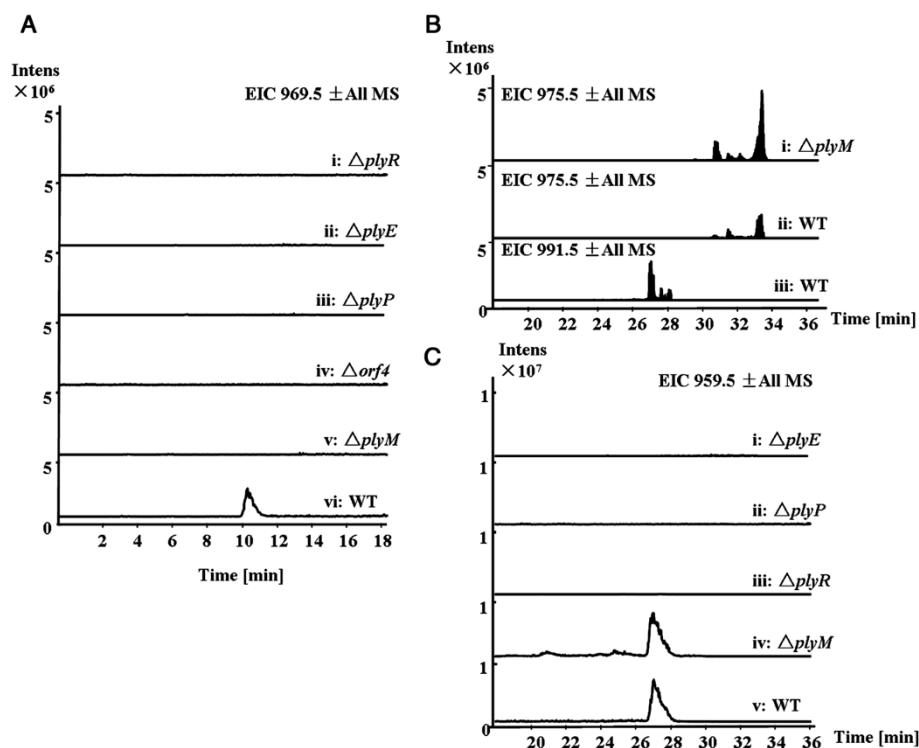 A
Intens
×10⁶
EIC 969.5 ±All MS
5
i: △plyR
5
ii: △plyE
5
iii: △plyP
5
iv: △orf4
5
v: △plyM
5
vi: WT
0
2 4 6 8 10 12 14 16 18
Time [min]
B
Intens
×10⁶
5
EIC 975.5 ±All MS
i: △plyM
5
EIC 975.5 ±All MS
ii: WT
5
EIC 991.5 ±All MS
iii: WT
0
20 22 24 26 28 30 32 34 36
Time [min]
C
Intens
×10⁷
EIC 959.5 ±All MS
1
i: △plyE
1
ii: △plyP
1
iii: △plyR
1
iv: △plyM
1
v: WT
0
20 22 24 26 28 30 32 34 36
Time [min]